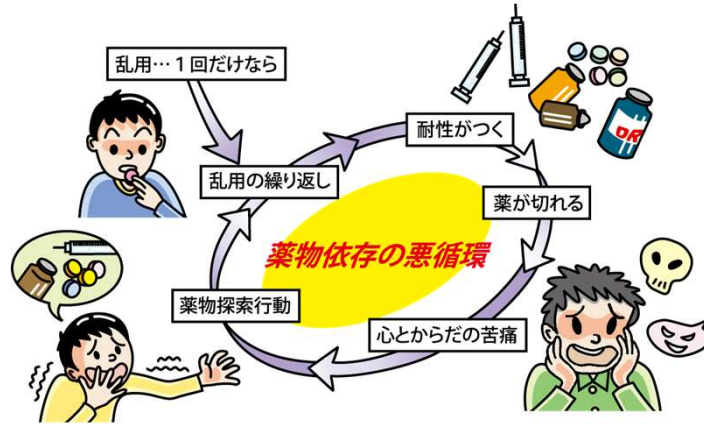 乱用…１回だけなら
耐性がつく
DR
乱用の繰り返し
薬が切れる
薬物依存の悪循環
薬物探索行動
心とからだの苦痛